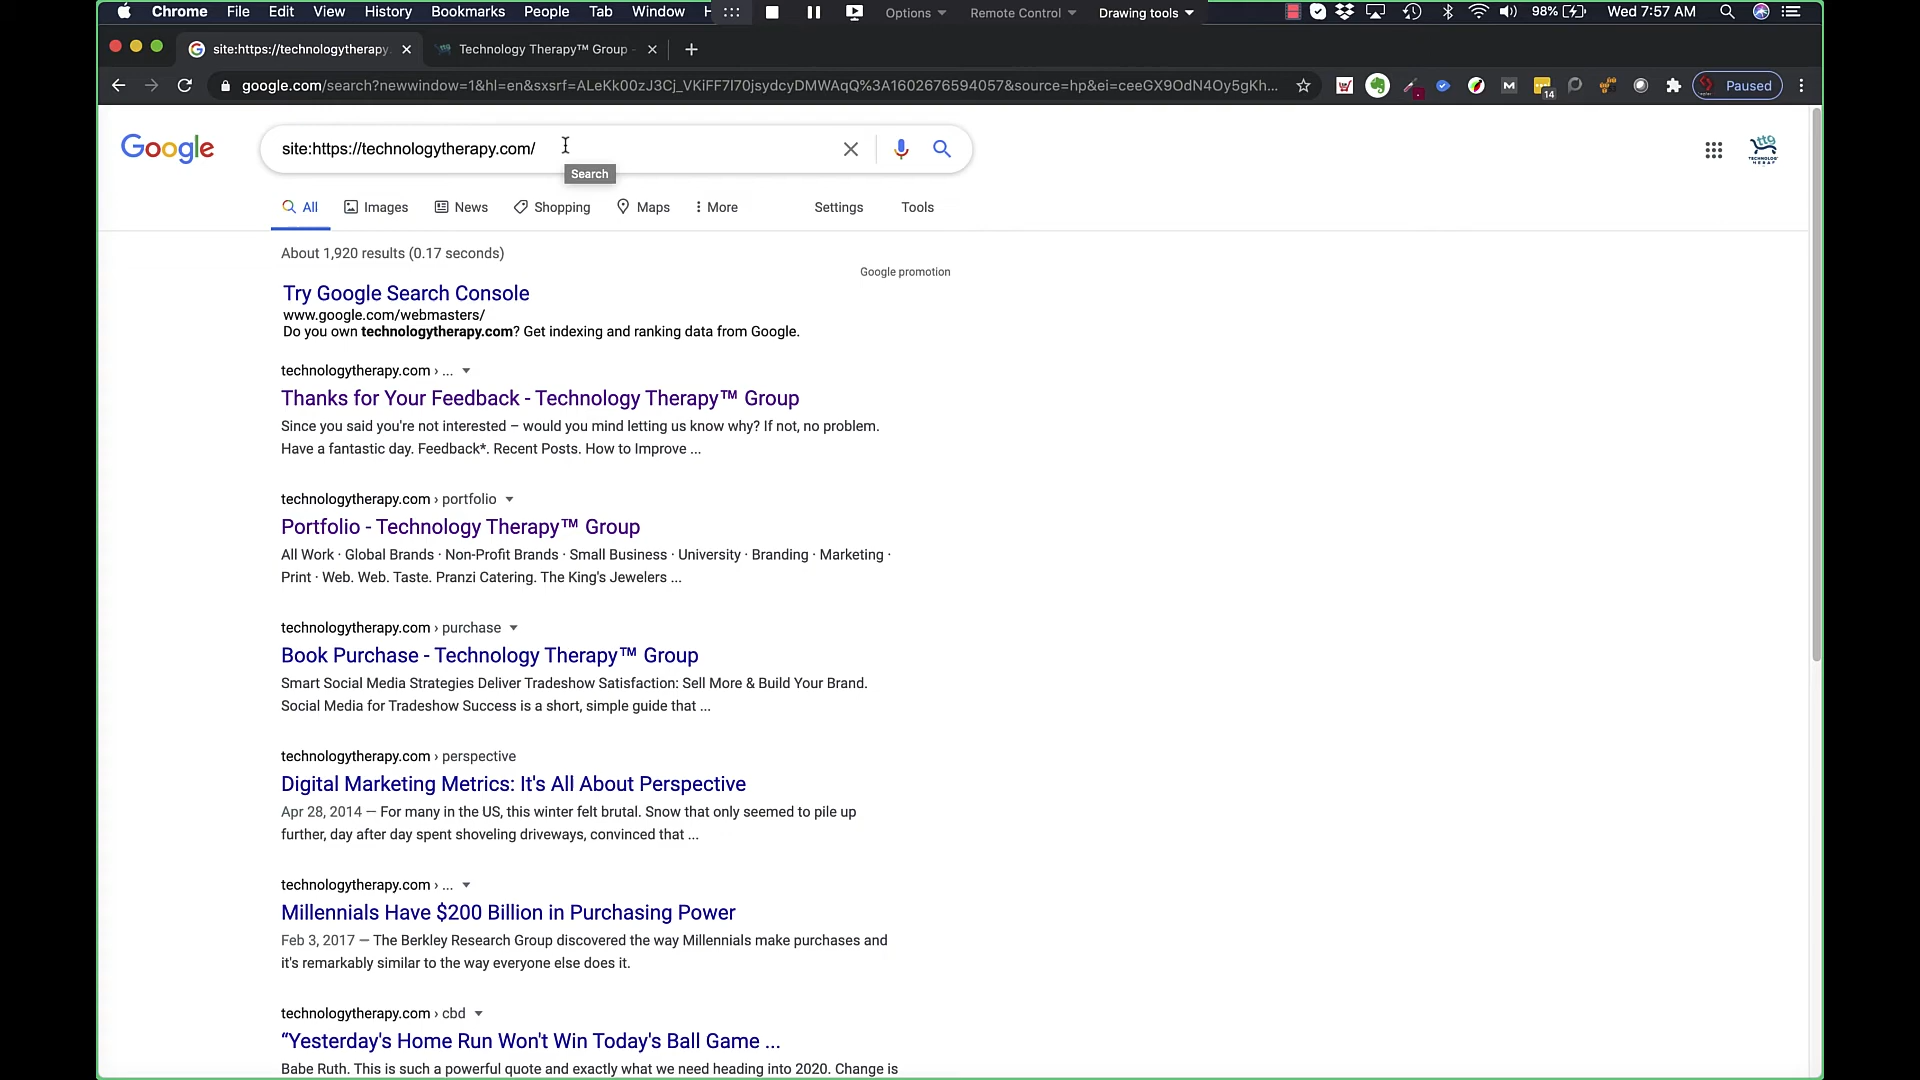 Chrome File Edit View History Bookmarks People Tab Window
Options Remote Control Drawing tools
98% Wed 7:57 AM
site:https://technologytherapy.
Technology Therapy™ Group -
google.com/search?newwindow=1&hl=en&sxsrf=ALeKk00zJ3Cj_VKiFF7l70jsydcyDMWAqQ%3A1602676594057&source=hp&ei=ceeGX9OdN4Oy5gKh...
14
Paused
Google
site:https://technologytherapy.com/
Search
ttg
All Images News Shopping Maps More Settings Tools
About 1,920 results (0.17 seconds)
Google promotion
Try Google Search Console
www.google.com/webmasters/
Do you own technologytherapy.com? Get indexing and ranking data from Google.
technologytherapy.com › ...
Thanks for Your Feedback - Technology Therapy™ Group
Since you said you're not interested – would you mind letting us know why? If not, no problem.
Have a fantastic day. Feedback*. Recent Posts. How to Improve ...
technologytherapy.com › portfolio
Portfolio - Technology Therapy™ Group
All Work · Global Brands · Non-Profit Brands · Small Business · University · Branding · Marketing ·
Print · Web. Web. Taste. Pranzi Catering. The King's Jewelers ...
technologytherapy.com › purchase
Book Purchase - Technology Therapy™ Group
Smart Social Media Strategies Deliver Tradeshow Satisfaction: Sell More & Build Your Brand.
Social Media for Tradeshow Success is a short, simple guide that ...
technologytherapy.com › perspective
Digital Marketing Metrics: It's All About Perspective
Apr 28, 2014 — For many in the US, this winter felt brutal. Snow that only seemed to pile up
further, day after day spent shoveling driveways, convinced that ...
technologytherapy.com › ...
Millennials Have $200 Billion in Purchasing Power
Feb 3, 2017 — The Berkley Research Group discovered the way Millennials make purchases and
it's remarkably similar to the way everyone else does it.
technologytherapy.com › cbd
“Yesterday's Home Run Won't Win Today's Ball Game ...
Babe Ruth. This is such a powerful quote and exactly what we need heading into 2020. Change is